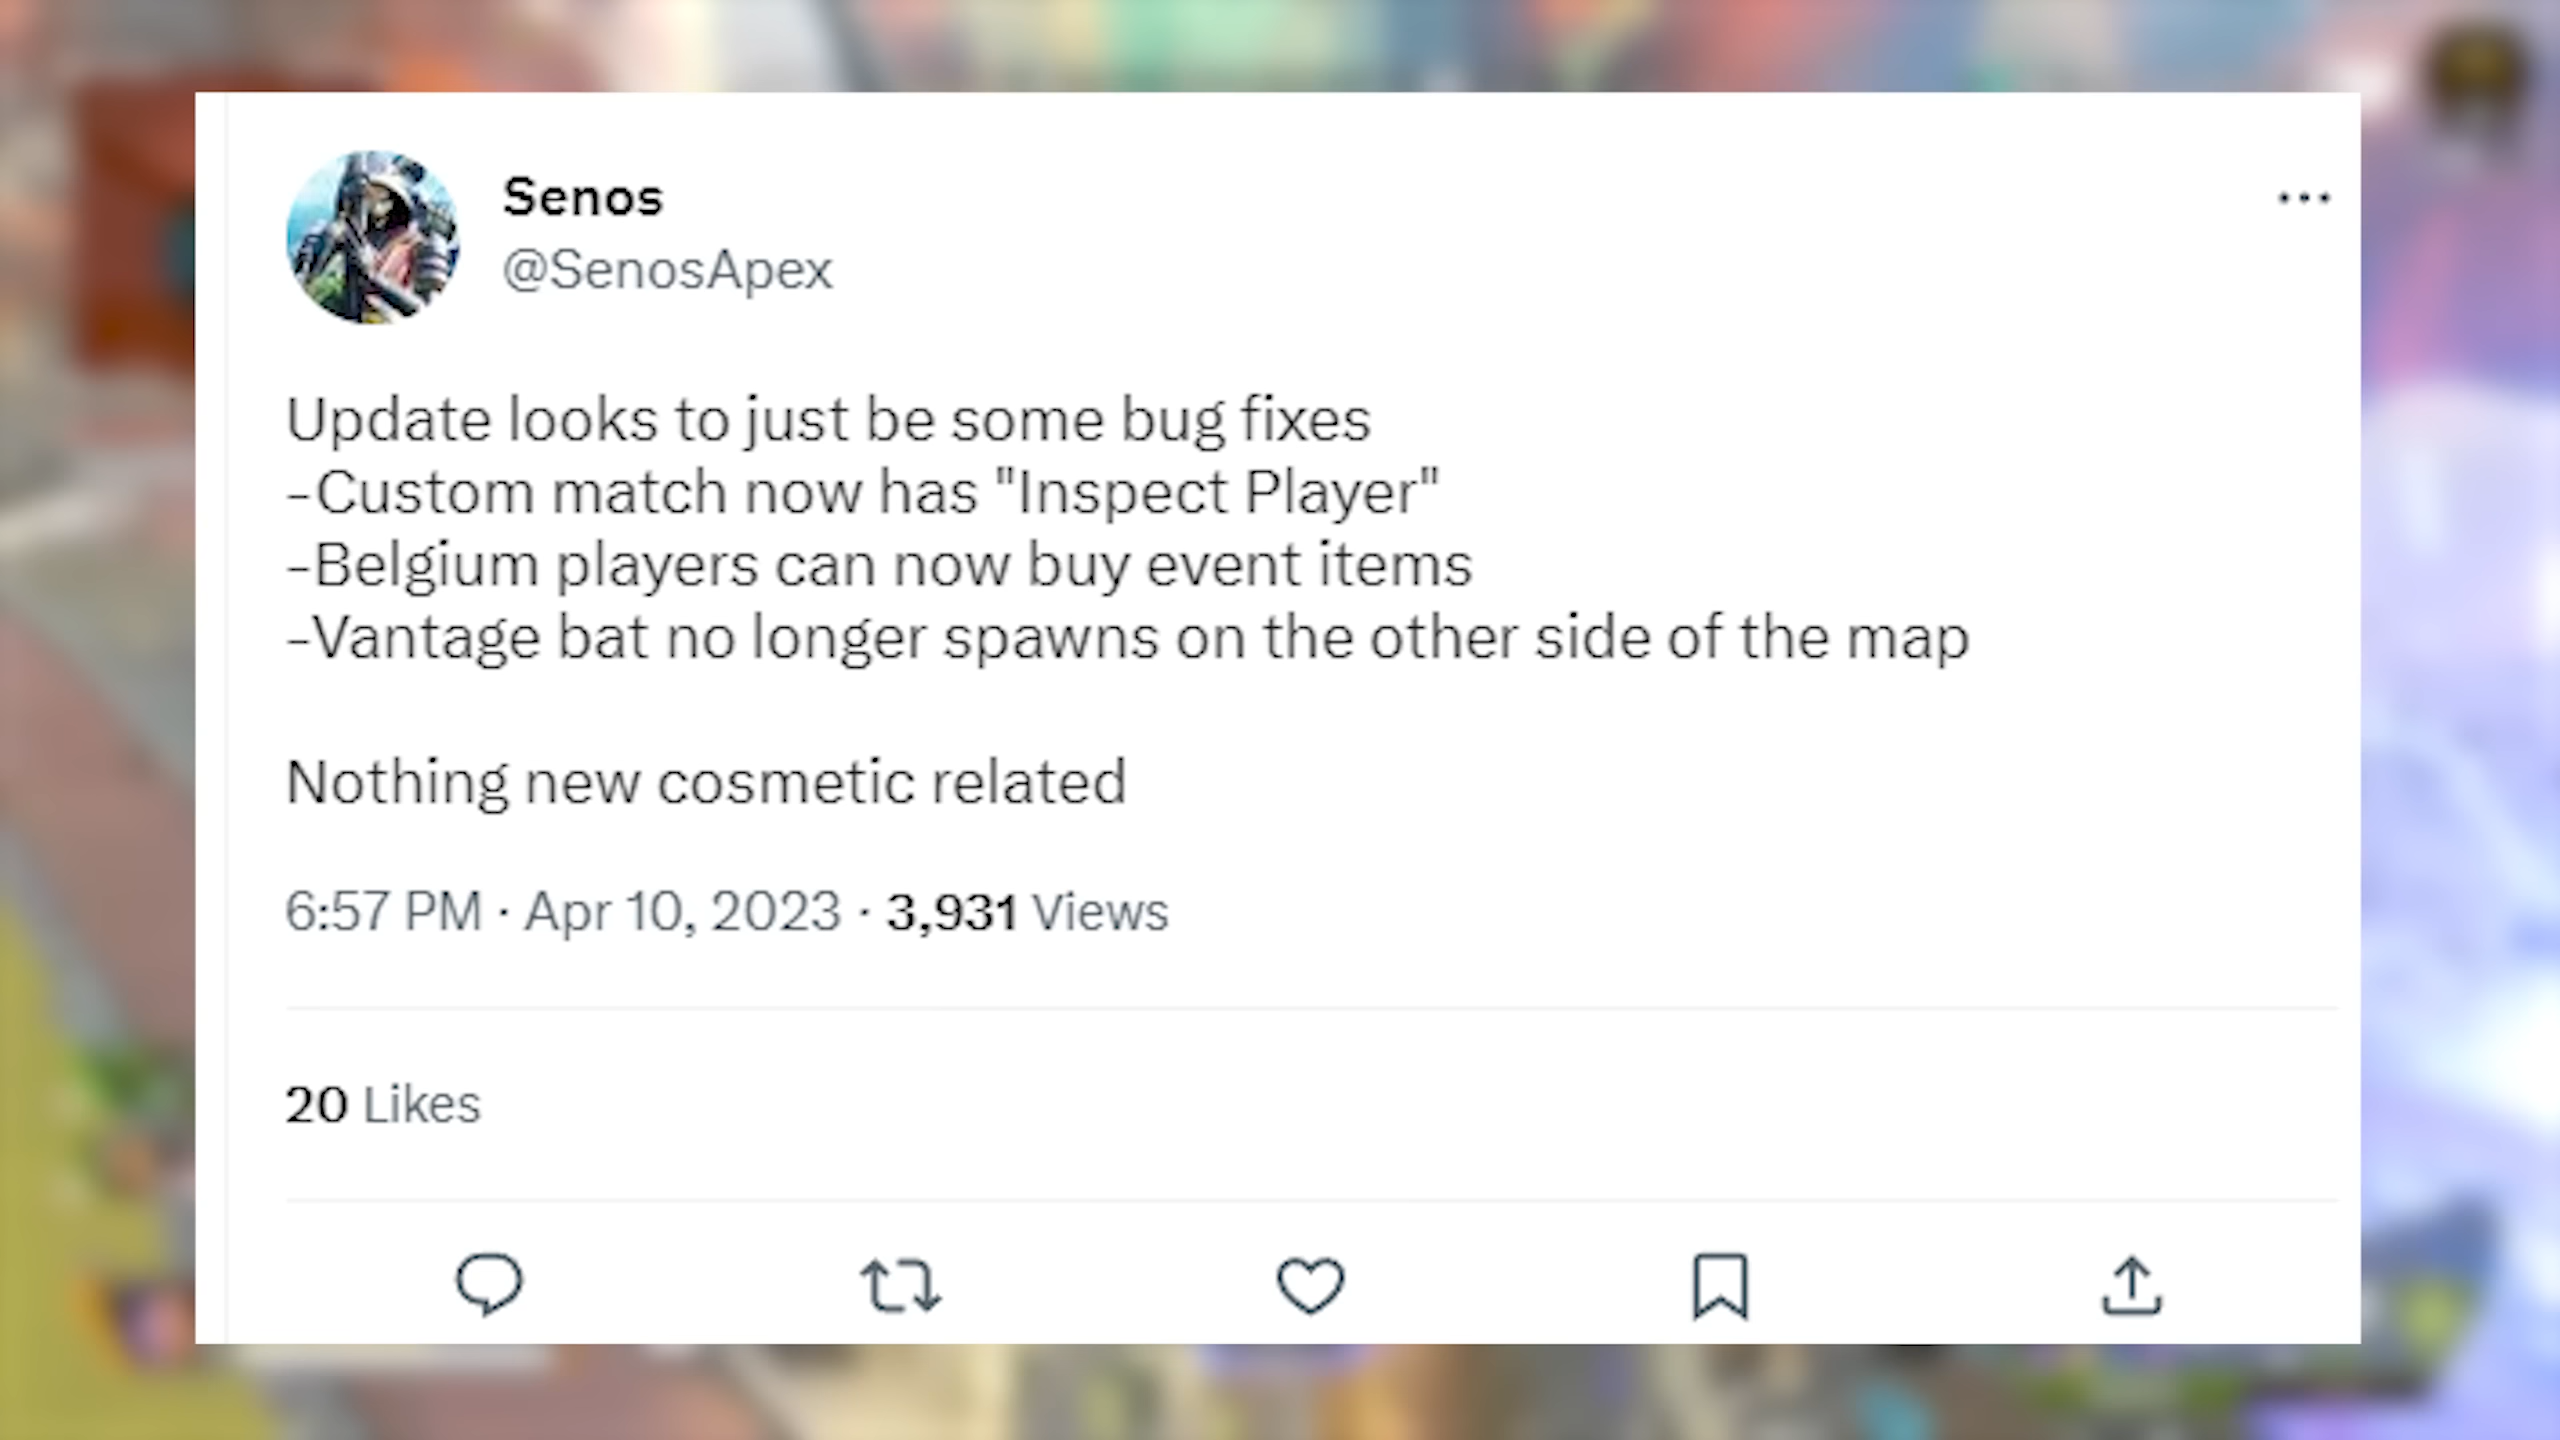 Senos
@SenosApex
Update looks to just be some bug fixes
-Custom match now has "Inspect Player"
-Belgium players can now buy event items
-Vantage bat no longer spawns on the other side of the map
Nothing new cosmetic related
6:57 PM · Apr 10, 2023 · 3,931 Views
20 Likes